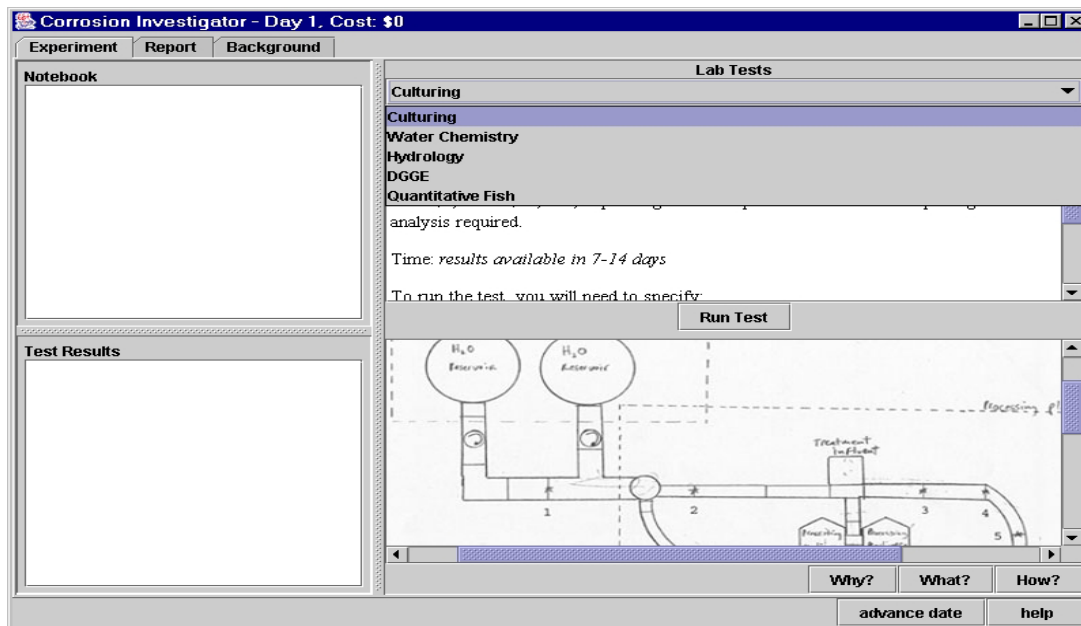 Corrosion Investigator - Day 1, Cost: $0
Experiment Report Background
Notebook
Lab Tests
Culturing
Culturing
Water Chemistry
Hydrology
DGGE
Quantitative Fish
analysis required.
Time: results available in 7-14 days
To run the test, you will need to specify:
Run Test
Test Results
H2O
Reservoir
H2O
Reservoir
Processing pl
Treatment
Influent
1
2
3
4
5
Processing
Why? What? How?
advance date help